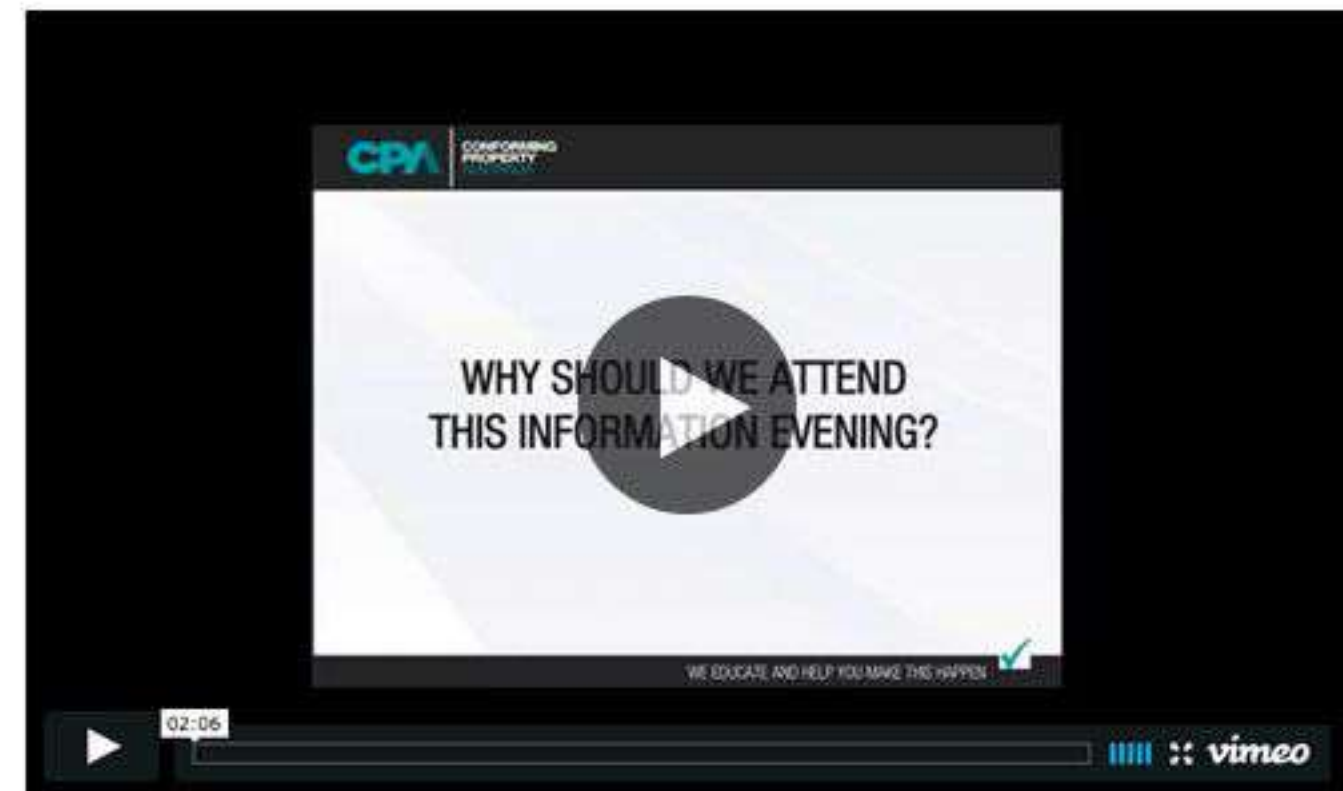 CPA
CONFORMING
PROPERTY
WHY SHOULD WE ATTEND
THIS INFORMATION EVENING?
WE EDUCATE AND HELP YOU MAKE THIS HAPPEN
02:06
vimeo